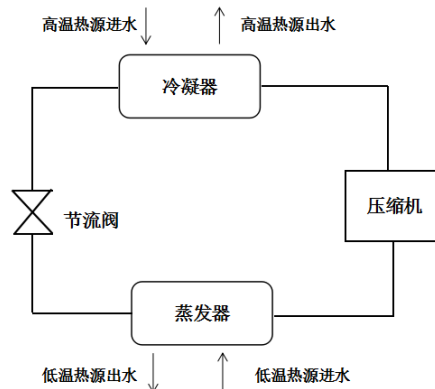 高温热源进水
高温热源出水
冷凝器
压缩机
节流阀
蒸发器
低温热源出水
低温热源进水